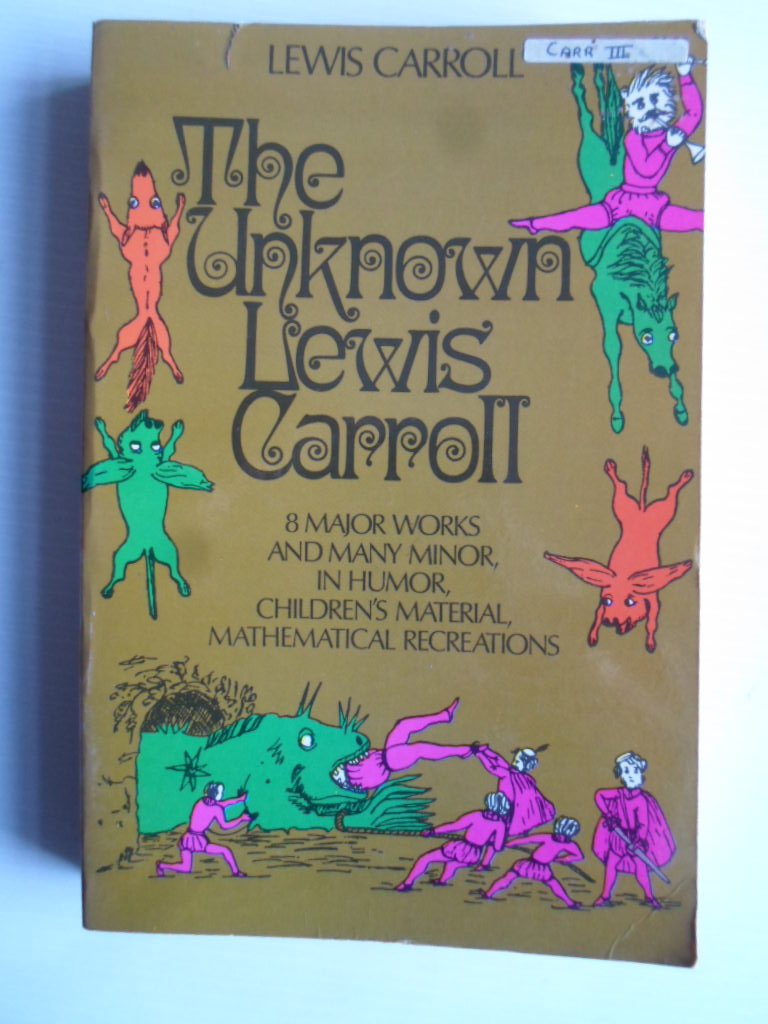 LEWIS CARROLL
CARR III
The
Unknown
Lewis
Carroll
8 MAJOR WORKS
AND MANY MINOR,
IN HUMOR,
CHILDREN'S MATERIAL,
MATHEMATICAL RECREATIONS